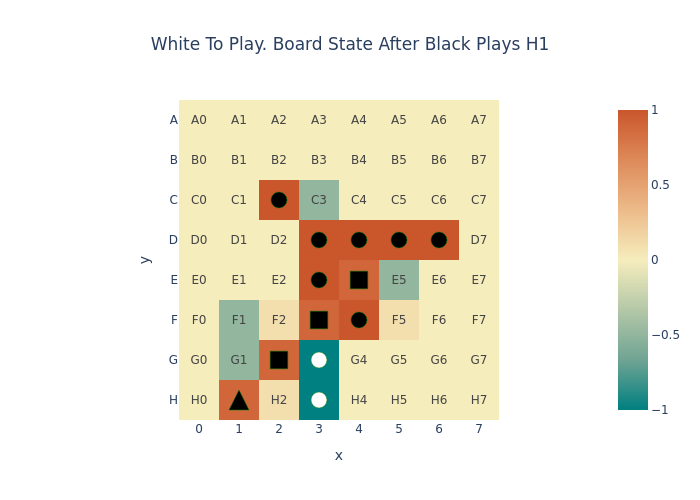 White To Play. Board State After Black Plays H1
A A0 A1 A2 A3 A4 A5 A6 A7
B B0 B1 B2 B3 B4 B5 B6 B7
C C0 C1 C3 C4 C5 C6 C7
D D0 D1 D2 D7
E E0 E1 E2 E5 E6 E7
F F0 F1 F2 F5 F6 F7
G G0 G1 G4 G5 G6 G7
H H0 H2 H4 H5 H6 H7
0 1 2 3 4 5 6 7
x
y
1
0.5
0
−0.5
−1